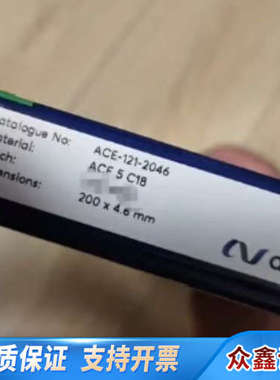 atalogue No: ACE-121-2046
aterial: ACE 5 C18
ch:
ensions: 200 x 4.6 mm
质保证 支持开票
众鑫